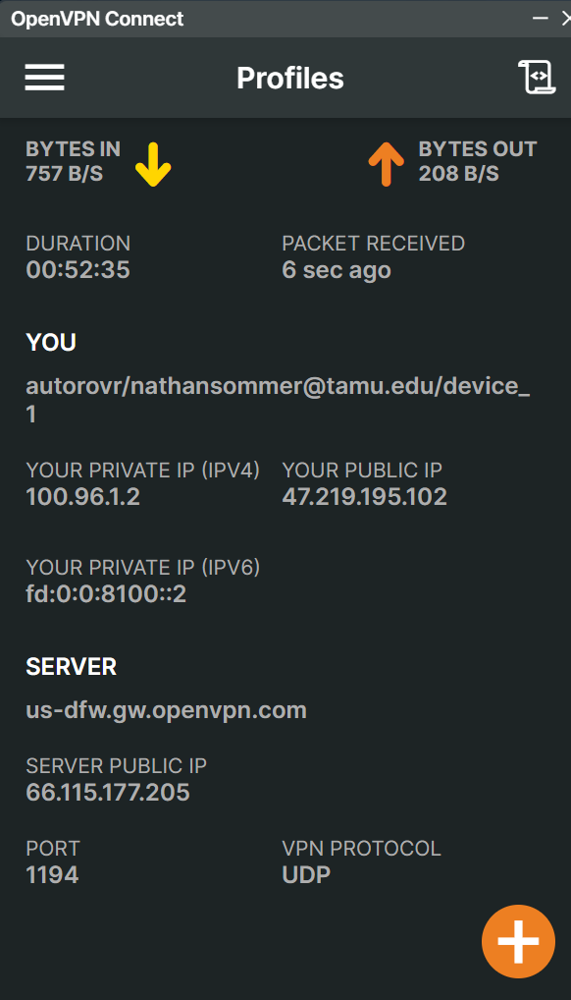 OpenVPN Connect
Profiles
BYTES IN
757 B/S
BYTES OUT
208 B/S
DURATION
00:52:35
PACKET RECEIVED
6 sec ago
YOU
autorovr/nathansommer@tamu.edu/device_
1
YOUR PRIVATE IP (IPV4)
100.96.1.2
YOUR PUBLIC IP
47.219.195.102
YOUR PRIVATE IP (IPV6)
fd:0:0:8100::2
SERVER
us-dfw.gw.openvpn.com
SERVER PUBLIC IP
66.115.177.205
PORT
1194
VPN PROTOCOL
UDP